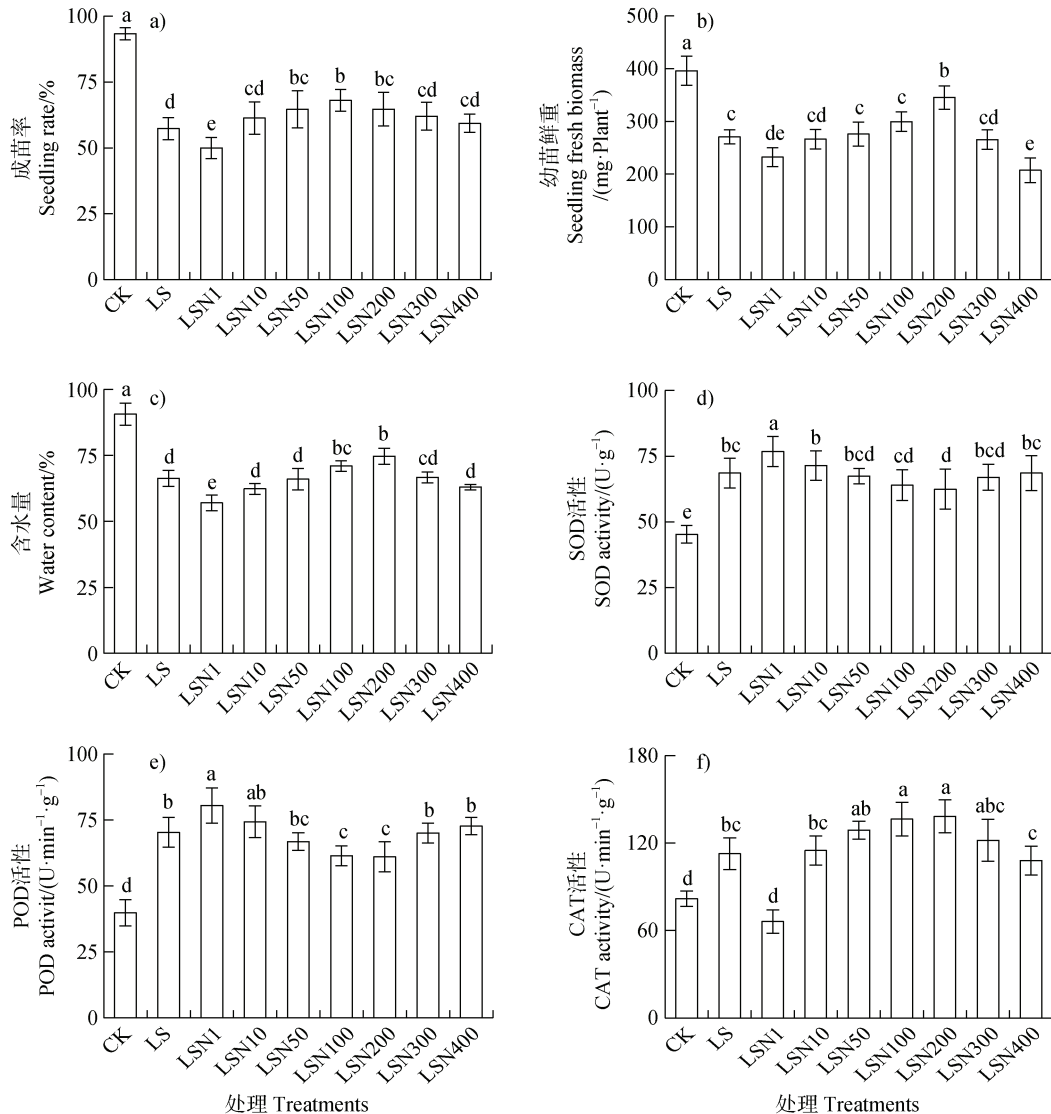 a)
成苗率
Seedling rate/%
100
75
50
25
0
a
d
e
cd
bc
b
bc
cd
cd
CK
LS
LSN1
LSN10
LSN50
LSN100
LSN200
LSN300
LSN400
b)
幼苗鲜重
Seedling fresh biomass
/(mg·Plant⁻¹)
500
400
300
200
100
0
a
c
de
cd
c
c
b
cd
e
CK
LS
LSN1
LSN10
LSN50
LSN100
LSN200
LSN300
LSN400
c)
含水量
Water content/%
100
75
50
25
0
a
d
e
d
d
bc
b
cd
d
CK
LS
LSN1
LSN10
LSN50
LSN100
LSN200
LSN300
LSN400
d)
SOD活性
SOD activity/(U·g⁻¹)
100
75
50
25
0
e
bc
a
b
bcd
cd
d
bcd
bc
CK
LS
LSN1
LSN10
LSN50
LSN100
LSN200
LSN300
LSN400
e)
POD活性
POD activit/(U·min⁻¹·g⁻¹)
100
75
50
25
0
d
b
a
ab
bc
c
c
b
b
CK
LS
LSN1
LSN10
LSN50
LSN100
LSN200
LSN300
LSN400
处理 Treatments
f)
CAT活性
CAT activity/(U·min⁻¹·g⁻¹)
180
120
60
0
d
bc
d
bc
ab
a
a
abc
c
CK
LS
LSN1
LSN10
LSN50
LSN100
LSN200
LSN300
LSN400
处理 Treatments